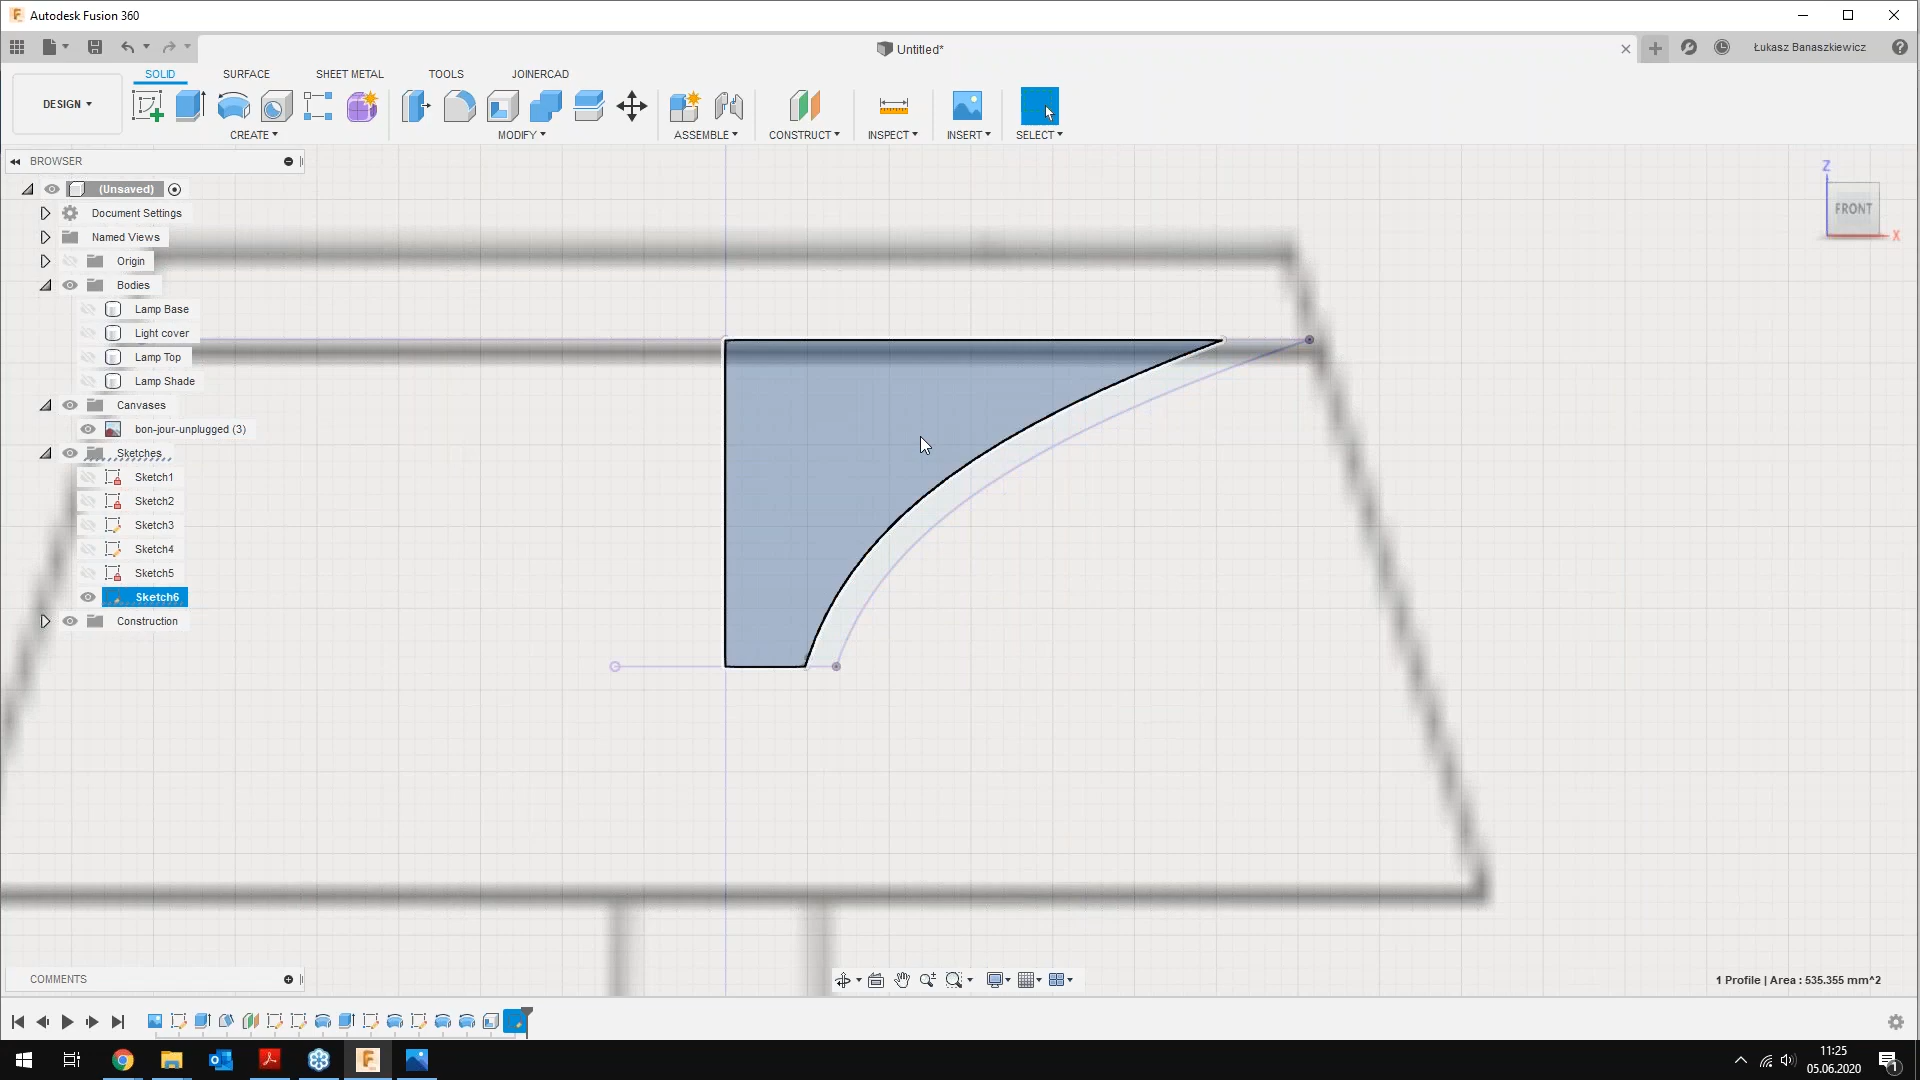 Autodesk Fusion 360
Untitled*
Łukasz Banaszkiewicz
SOLID SURFACE SHEET METAL TOOLS JOINERCAD
DESIGN
CREATE MODIFY ASSEMBLE CONSTRUCT INSPECT INSERT SELECT
BROWSER
(Unsaved)
Document Settings
Named Views
Origin
Bodies
Lamp Base
Light cover
Lamp Top
Lamp Shade
Canvases
bon-jour-unplugged (3)
Sketches
Sketch1
Sketch2
Sketch3
Sketch4
Sketch5
Sketch6
Construction
Z
FRONT
X
COMMENTS
1 Profile | Area : 535.355 mm^2
11:25
05.06.2020
1